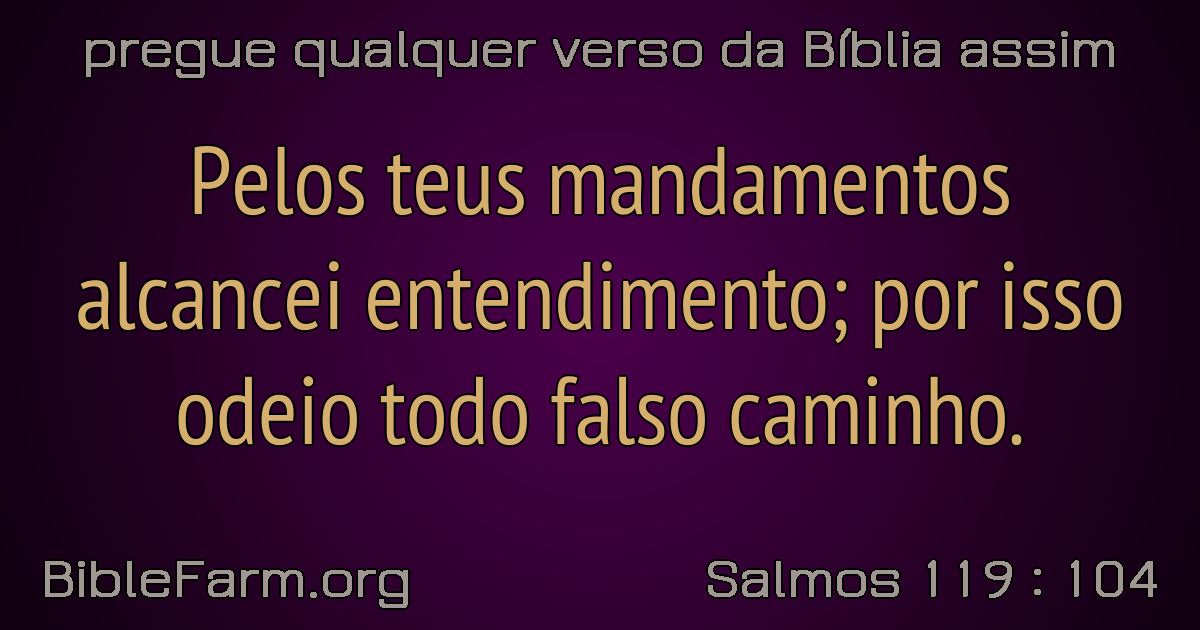 pregue qualquer verso da Bíblia assim
Pelos teus mandamentos
alcancei entendimento; por isso
odeio todo falso caminho.
BibleFarm.org
Salmos 119 : 104